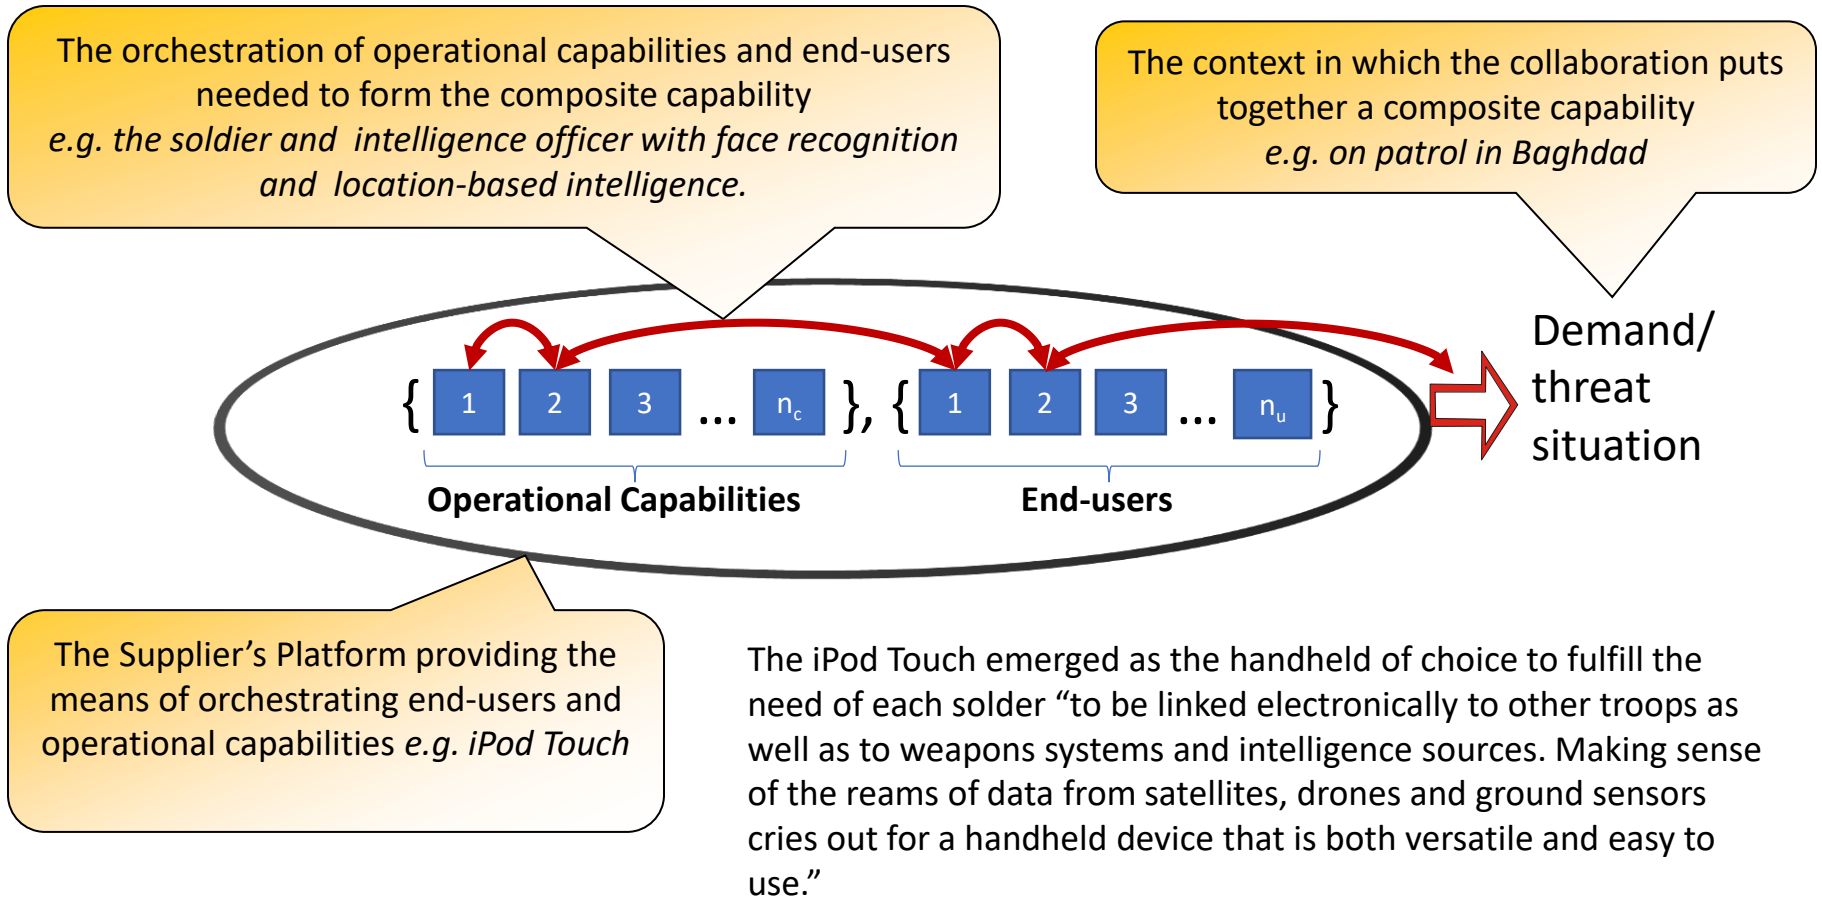 The orchestration of operational capabilities and end-users
needed to form the composite capability
e.g. the soldier and intelligence officer with face recognition
and location-based intelligence.
The context in which the collaboration puts
together a composite capability
e.g. on patrol in Baghdad
Demand/
threat
situation
{ 1 2 3 ... nc }, { 1 2 3 ... nu }
Operational Capabilities End-users
The Supplier’s Platform providing the
means of orchestrating end-users and
operational capabilities e.g. iPod Touch
The iPod Touch emerged as the handheld of choice to fulfill the
need of each solder “to be linked electronically to other troops as
well as to weapons systems and intelligence sources. Making sense
of the reams of data from satellites, drones and ground sensors
cries out for a handheld device that is both versatile and easy to
use.”